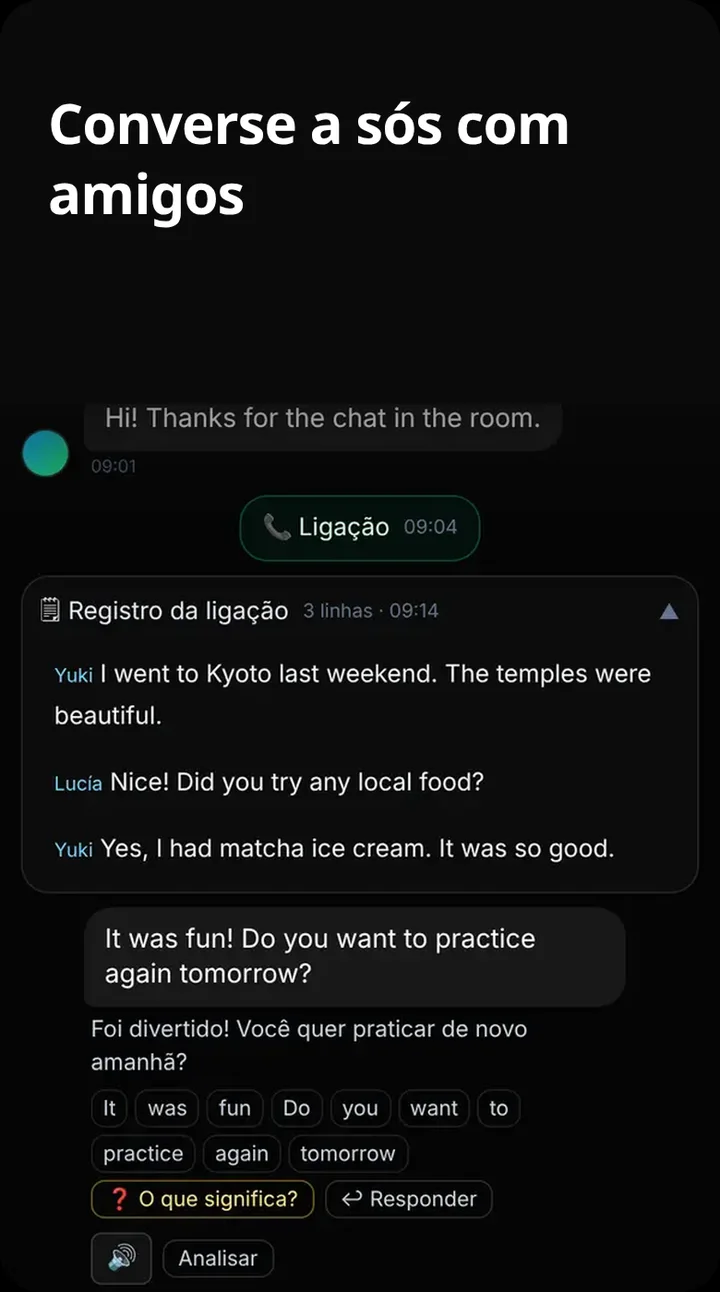 Converse a sós com
amigos
Hi! Thanks for the chat in the room.
09:01
Ligação 09:04
Registro da ligação 3 linhas · 09:14
Yuki I went to Kyoto last weekend. The temples were
beautiful.
Lucía Nice! Did you try any local food?
Yuki Yes, I had matcha ice cream. It was so good.
It was fun! Do you want to practice
again tomorrow?
Foi divertido! Você quer praticar de novo
amanhã?
It was fun Do you want to
practice again tomorrow
❓ O que significa? ↩ Responder
Analisar